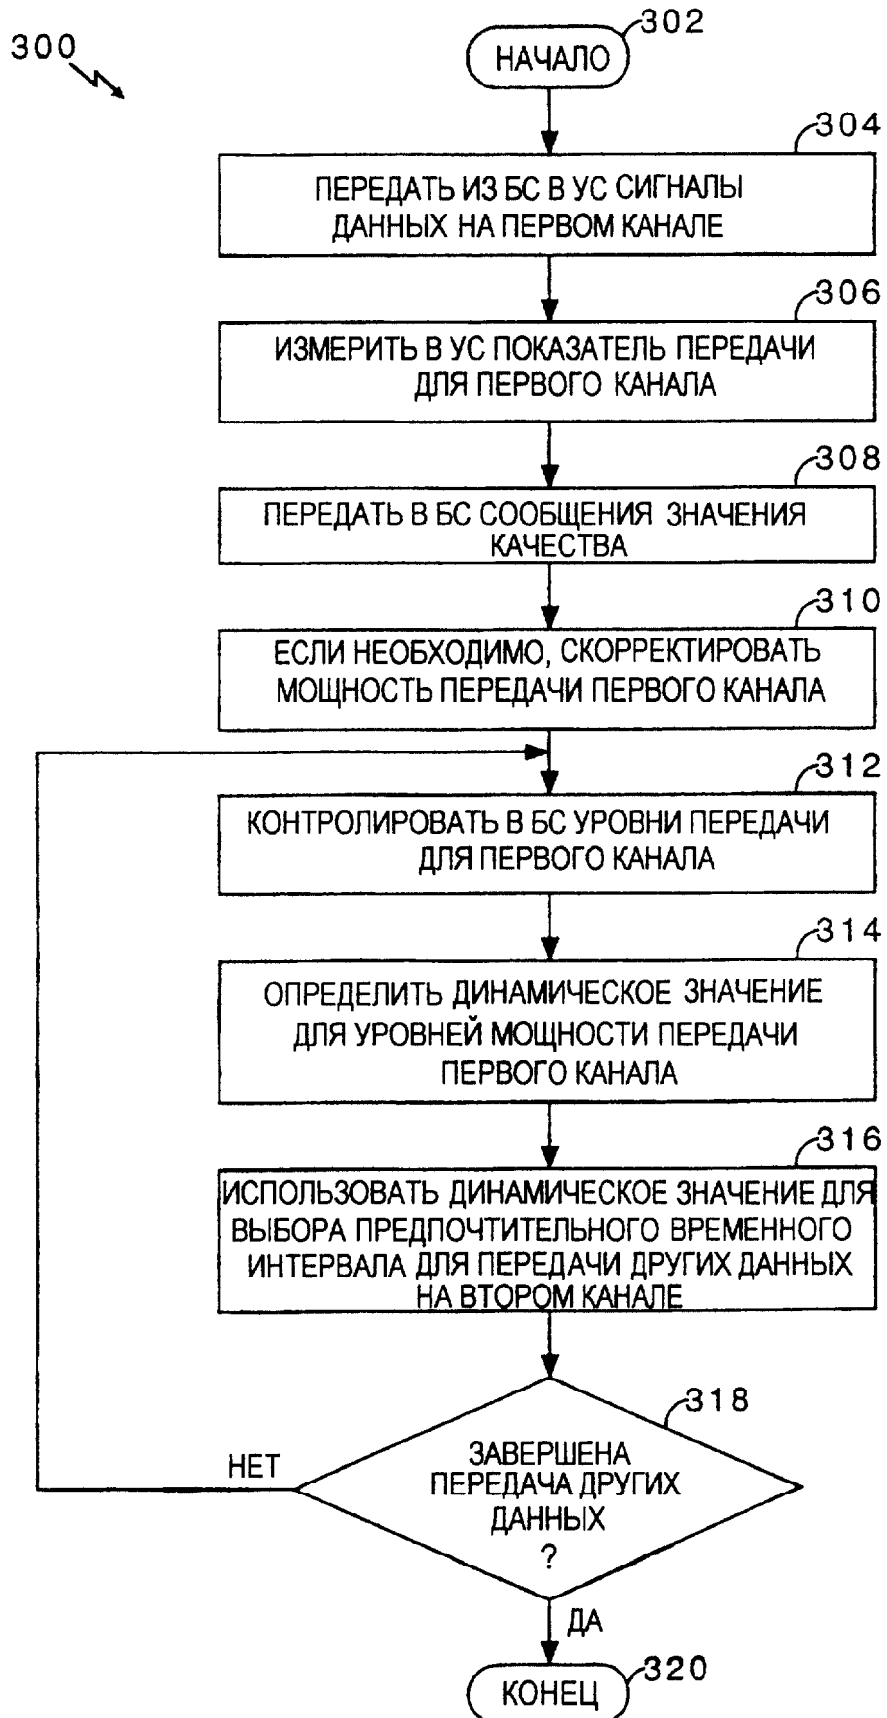 300
302
НАЧАЛО
304
ПЕРЕДАТЬ ИЗ БС В УС СИГНАЛЫ
ДАННЫХ НА ПЕРВОМ КАНАЛЕ
306
ИЗМЕРИТЬ В УС ПОКАЗАТЕЛЬ ПЕРЕДАЧИ
ДЛЯ ПЕРВОГО КАНАЛА
308
ПЕРЕДАТЬ В БС СООБЩЕНИЯ ЗНАЧЕНИЯ
КАЧЕСТВА
310
ЕСЛИ НЕОБХОДИМО, СКОРРЕКТИРОВАТЬ
МОЩНОСТЬ ПЕРЕДАЧИ ПЕРВОГО КАНАЛА
312
КОНТРОЛИРОВАТЬ В БС УРОВНИ ПЕРЕДАЧИ
ДЛЯ ПЕРВОГО КАНАЛА
314
ОПРЕДЕЛИТЬ ДИНАМИЧЕСКОЕ ЗНАЧЕНИЕ
ДЛЯ УРОВНЕЙ МОЩНОСТИ ПЕРЕДАЧИ
ПЕРВОГО КАНАЛА
316
ИСПОЛЬЗОВАТЬ ДИНАМИЧЕСКОЕ ЗНАЧЕНИЕ ДЛЯ
ВЫБОРА ПРЕДПОЧТИТЕЛЬНОГО ВРЕМЕННОГО
ИНТЕРВАЛА ДЛЯ ПЕРЕДАЧИ ДРУГИХ ДАННЫХ
НА ВТОРОМ КАНАЛЕ
318
НЕТ
ЗАВЕРШЕНА
ПЕРЕДАЧА ДРУГИХ
ДАННЫХ
?
ДА
320
КОНЕЦ